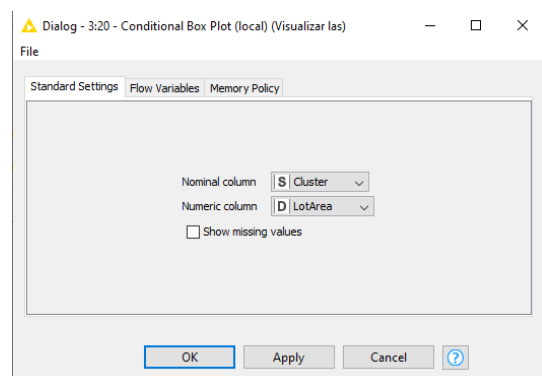 Dialog - 3:20 - Conditional Box Plot (local) (Visualizar las)
File
Standard Settings Flow Variables Memory Policy
Nominal column S Cluster
Numeric column D LotArea
Show missing values
OK Apply Cancel ?